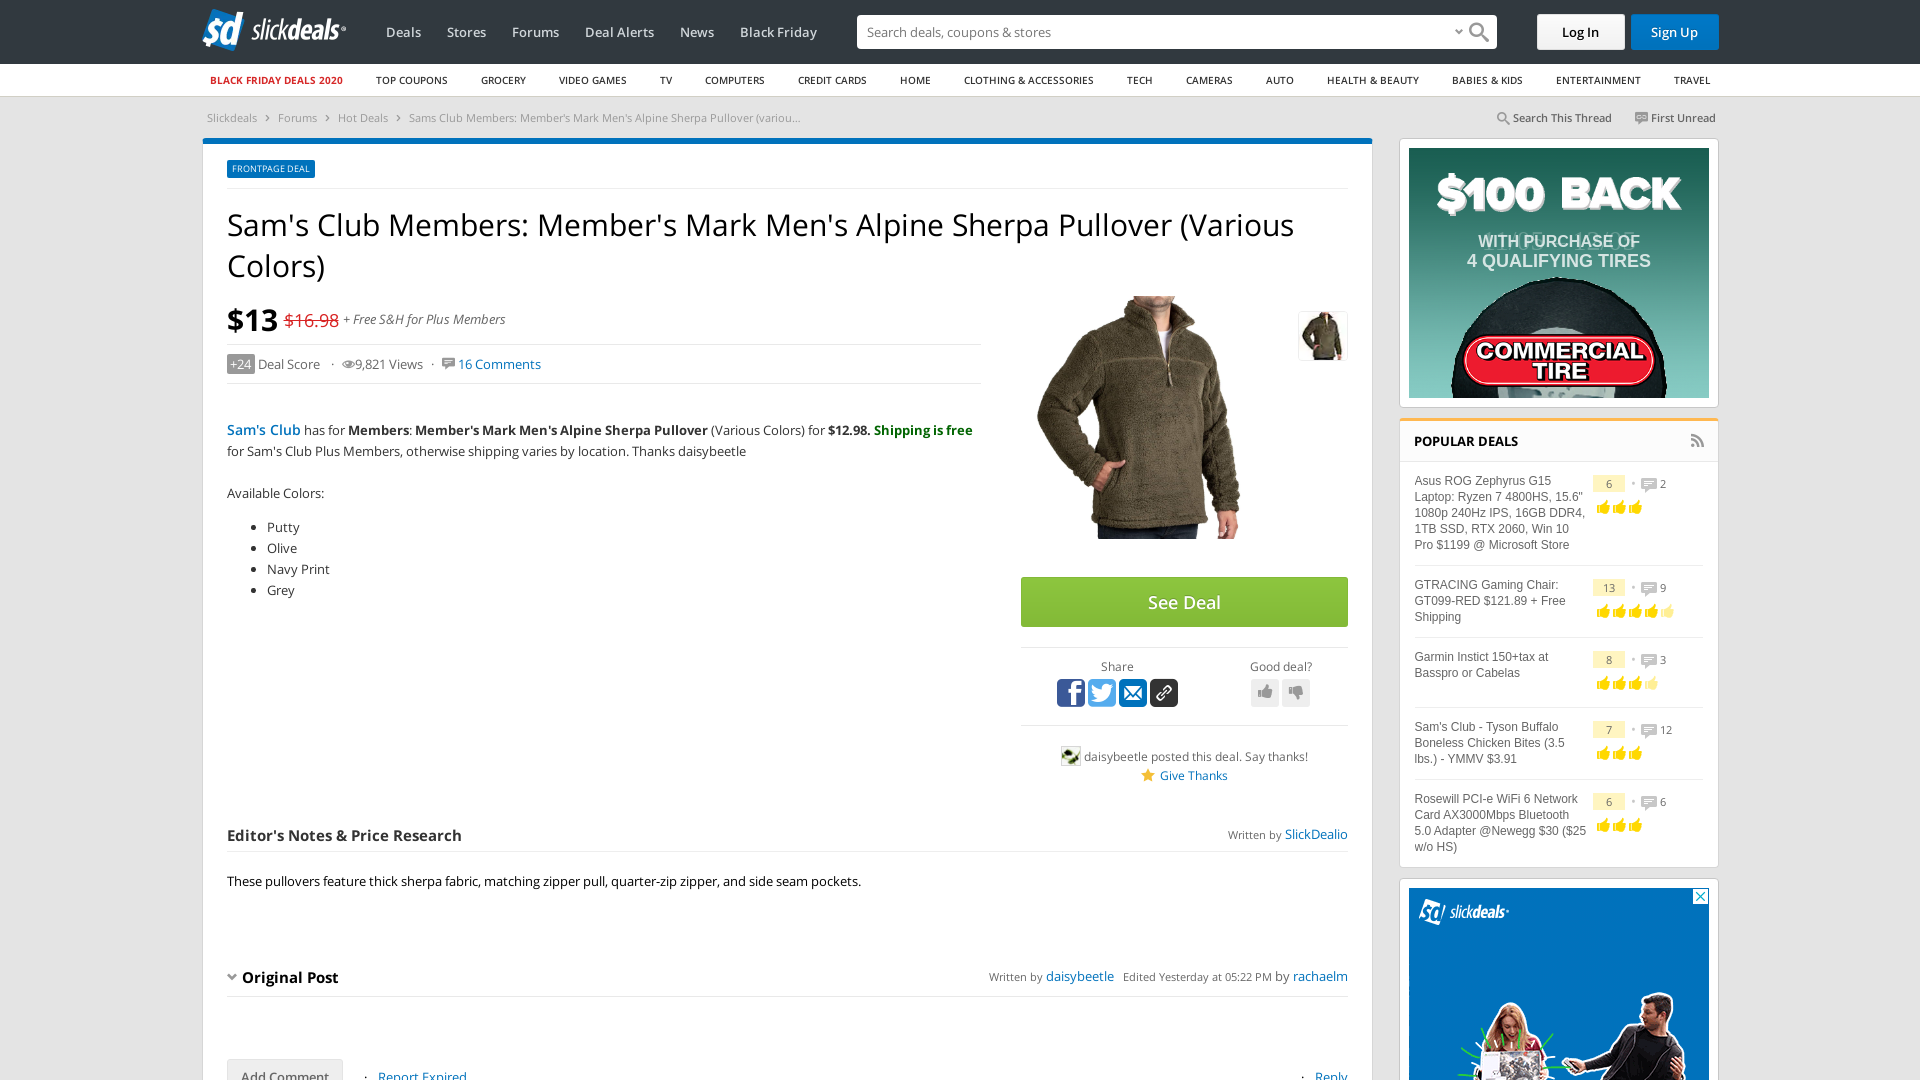 slickdeals
Deals
Stores
Forums
Deal Alerts
News
Black Friday
Search deals, coupons & stores
Log In
Sign Up
BLACK FRIDAY DEALS 2020
TOP COUPONS
GROCERY
VIDEO GAMES
TV
COMPUTERS
CREDIT CARDS
HOME
CLOTHING & ACCESSORIES
TECH
CAMERAS
AUTO
HEALTH & BEAUTY
BABIES & KIDS
ENTERTAINMENT
TRAVEL
Slickdeals › Forums › Hot Deals › Sams Club Members: Member's Mark Men's Alpine Sherpa Pullover (variou...
Search This Thread
First Unread
FRONTPAGE DEAL
Sam's Club Members: Member's Mark Men's Alpine Sherpa Pullover (Various
Colors)
$13 $16.98 + Free S&H for Plus Members
+24 Deal Score · 9,821 Views · 16 Comments
Sam's Club has for Members: Member's Mark Men's Alpine Sherpa Pullover (Various Colors) for $12.98. Shipping is free
for Sam's Club Plus Members, otherwise shipping varies by location. Thanks daisybeetle
Available Colors:
Putty
Olive
Navy Print
Grey
See Deal
Share
Good deal?
daisybeetle posted this deal. Say thanks!
Give Thanks
Editor's Notes & Price Research
Written by SlickDealio
These pullovers feature thick sherpa fabric, matching zipper pull, quarter-zip zipper, and side seam pockets.
Original Post
Written by daisybeetle Edited Yesterday at 05:22 PM by rachaelm
Add Comment
· Report Expired
· Reply
$100 BACK
WITH PURCHASE OF
4 QUALIFYING TIRES
COMMERCIAL
TIRE
POPULAR DEALS
Asus ROG Zephyrus G15
Laptop: Ryzen 7 4800HS, 15.6"
1080p 240Hz IPS, 16GB DDR4,
1TB SSD, RTX 2060, Win 10
Pro $1199 @ Microsoft Store
6 • 2
GTRACING Gaming Chair:
GT099-RED $121.89 + Free
Shipping
13 • 9
Garmin Instict 150+tax at
Basspro or Cabelas
8 • 3
Sam's Club - Tyson Buffalo
Boneless Chicken Bites (3.5
lbs.) - YMMV $3.91
7 • 12
Rosewill PCI-e WiFi 6 Network
Card AX3000Mbps Bluetooth
5.0 Adapter @Newegg $30 ($25
w/o HS)
6 • 6
slickdeals